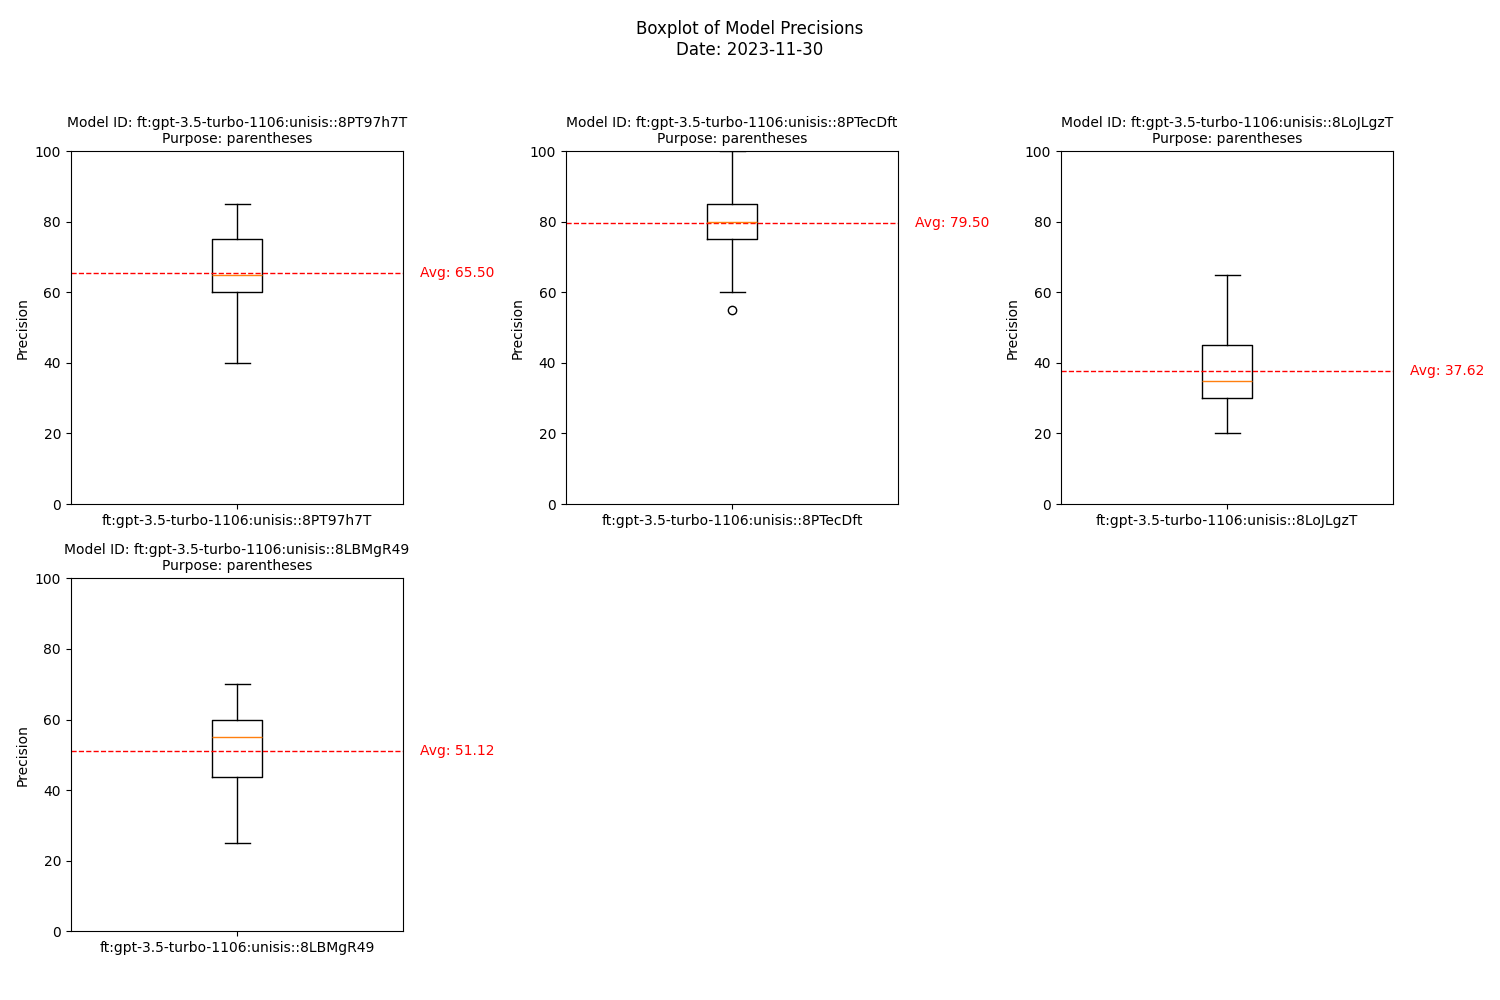 Boxplot of Model Precisions
Date: 2023-11-30
Model ID: ft:gpt-3.5-turbo-1106:unisis::8PT97h7T
Purpose: parentheses
100
80
60
40
20
0
Precision
Avg: 65.50
ft:gpt-3.5-turbo-1106:unisis::8PT97h7T
Model ID: ft:gpt-3.5-turbo-1106:unisis::8PTecDft
Purpose: parentheses
100
80
60
40
20
0
Precision
Avg: 79.50
ft:gpt-3.5-turbo-1106:unisis::8PTecDft
Model ID: ft:gpt-3.5-turbo-1106:unisis::8LoJLgzT
Purpose: parentheses
100
80
60
40
20
0
Precision
Avg: 37.62
ft:gpt-3.5-turbo-1106:unisis::8LoJLgzT
Model ID: ft:gpt-3.5-turbo-1106:unisis::8LBMgR49
Purpose: parentheses
100
80
60
40
20
0
Precision
Avg: 51.12
ft:gpt-3.5-turbo-1106:unisis::8LBMgR49